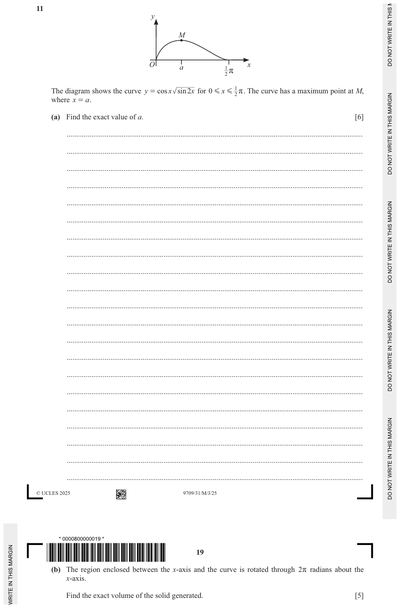 11
y
M
O
a
½π
x
The diagram shows the curve y = cos x√sin 2x for 0 ⩽ x ⩽ ½π. The curve has a maximum point at M,
where x = a.
(a) Find the exact value of a. [6]
© UCLES 2025
9709/31/M/J/25
DO NOT WRITE IN THIS MARGIN
DO NOT WRITE IN THIS MARGIN
DO NOT WRITE IN THIS MARGIN
DO NOT WRITE IN THIS MARGIN
DO NOT WRITE IN THIS MARGIN
* 0000800000019 *
19
(b) The region enclosed between the x-axis and the curve is rotated through 2π radians about the
x-axis.
Find the exact volume of the solid generated. [5]
WRITE IN THIS MARGIN